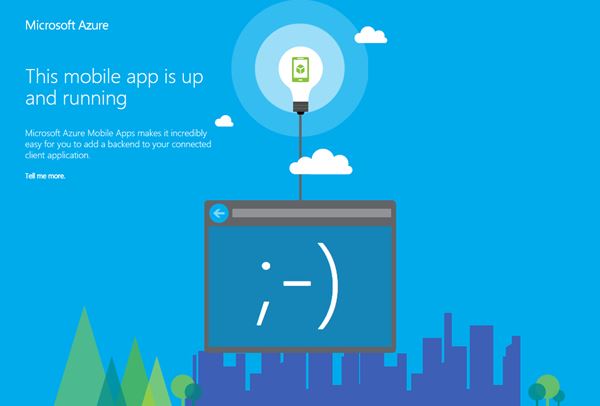 Microsoft Azure
This mobile app is up
and running
Microsoft Azure Mobile Apps makes it incredibly
easy for you to add a backend to your connected
client application.
Tell me more.
;-)